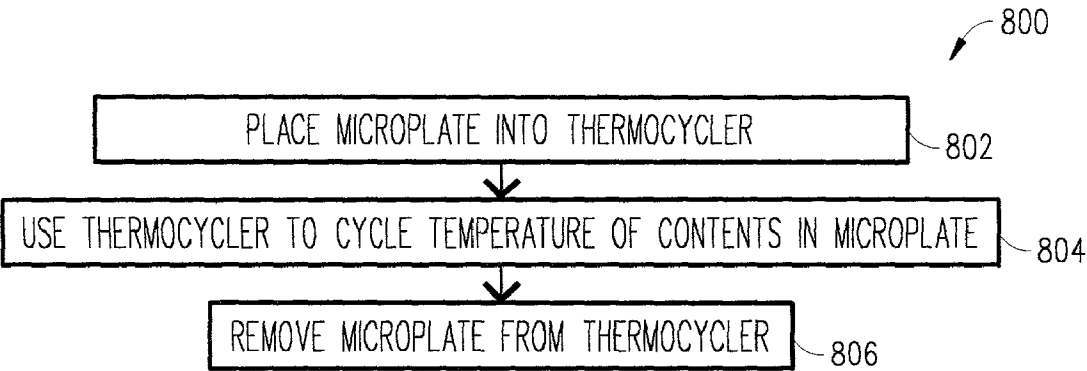 800
PLACE MICROPLATE INTO THERMOCYCLER
802
USE THERMOCYCLER TO CYCLE TEMPERATURE OF CONTENTS IN MICROPLATE
804
REMOVE MICROPLATE FROM THERMOCYCLER
806